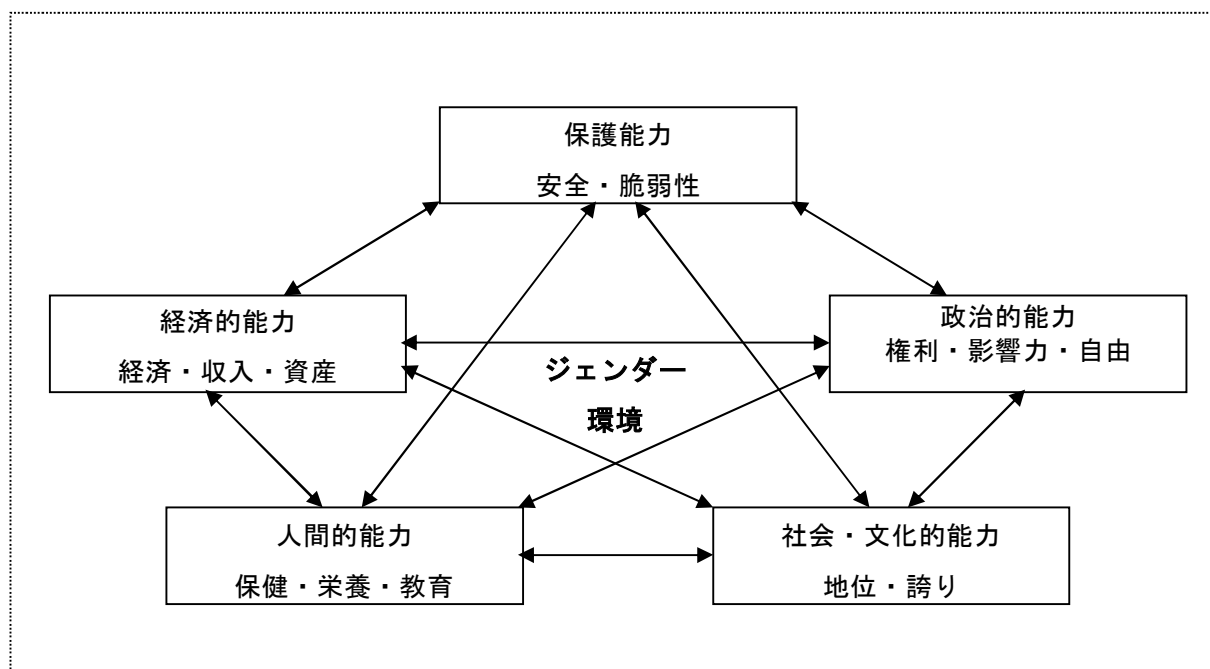 保護能力
安全・脆弱性
経済的能力
経済・収入・資産
政治的能力
権利・影響力・自由
ジェンダー
環境
人間的能力
保健・栄養・教育
社会・文化的能力
地位・誇り